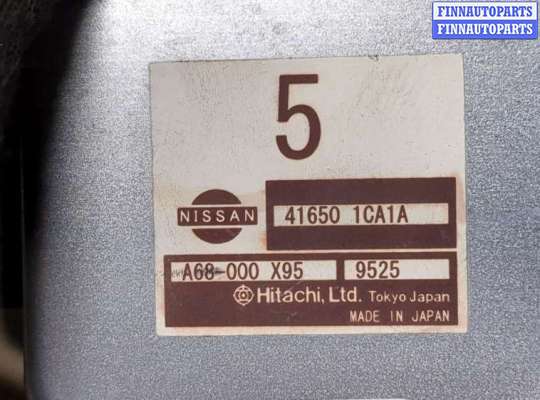 FINNAUTOPARTS
FINNAUTOPARTS
5
NISSAN
41650 1CA1A
A68-000 X95 9525
Hitachi, Ltd. Tokyo Japan
MADE IN JAPAN